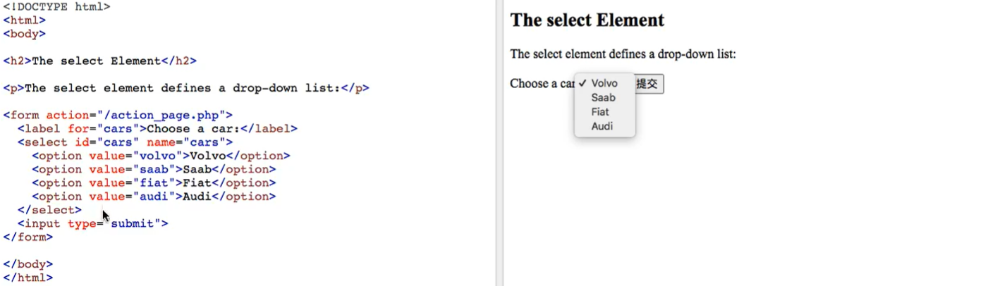 <!DOCTYPE html>
<html>
<body>
<h2>The select Element</h2>
<p>The select element defines a drop-down list:</p>
<form action="/action_page.php">
<label for="cars">Choose a car:</label>
<select id="cars" name="cars">
<option value="volvo">Volvo</option>
<option value="saab">Saab</option>
<option value="fiat">Fiat</option>
<option value="audi">Audi</option>
</select>
<input type="submit">
</form>
</body>
</html>
The select Element
The select element defines a drop-down list:
Choose a car ✓ Volvo 提交
Saab
Fiat
Audi